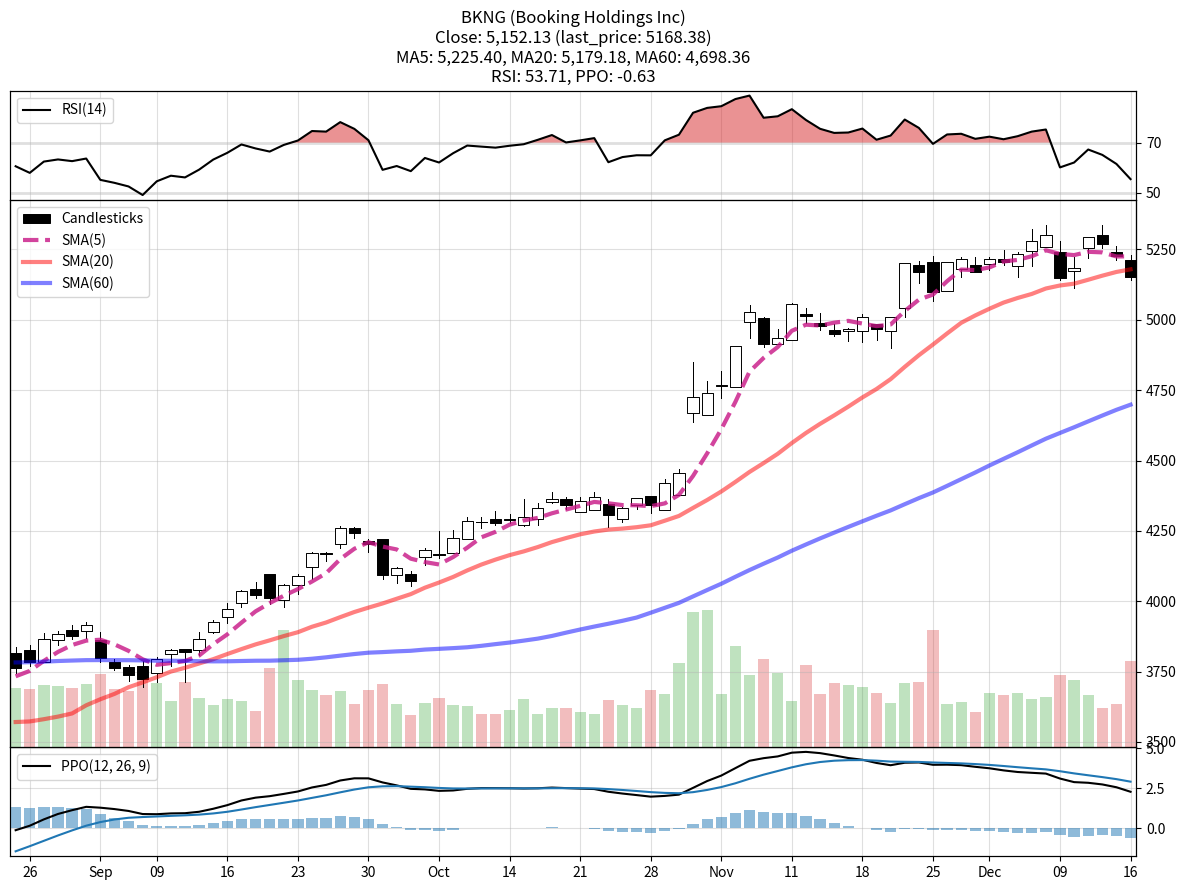 BKNG (Booking Holdings Inc)
Close: 5,152.13 (last_price: 5168.38)
MA5: 5,225.40, MA20: 5,179.18, MA60: 4,698.36
RSI: 53.71, PPO: -0.63
RSI(14)
70
50
Candlesticks
SMA(5)
SMA(20)
SMA(60)
5250
5000
4750
4500
4250
4000
3750
3500
PPO(12, 26, 9)
5.0
2.5
0.0
26 Sep 09 16 23 30 Oct 14 21 28 Nov 11 18 25 Dec 09 16